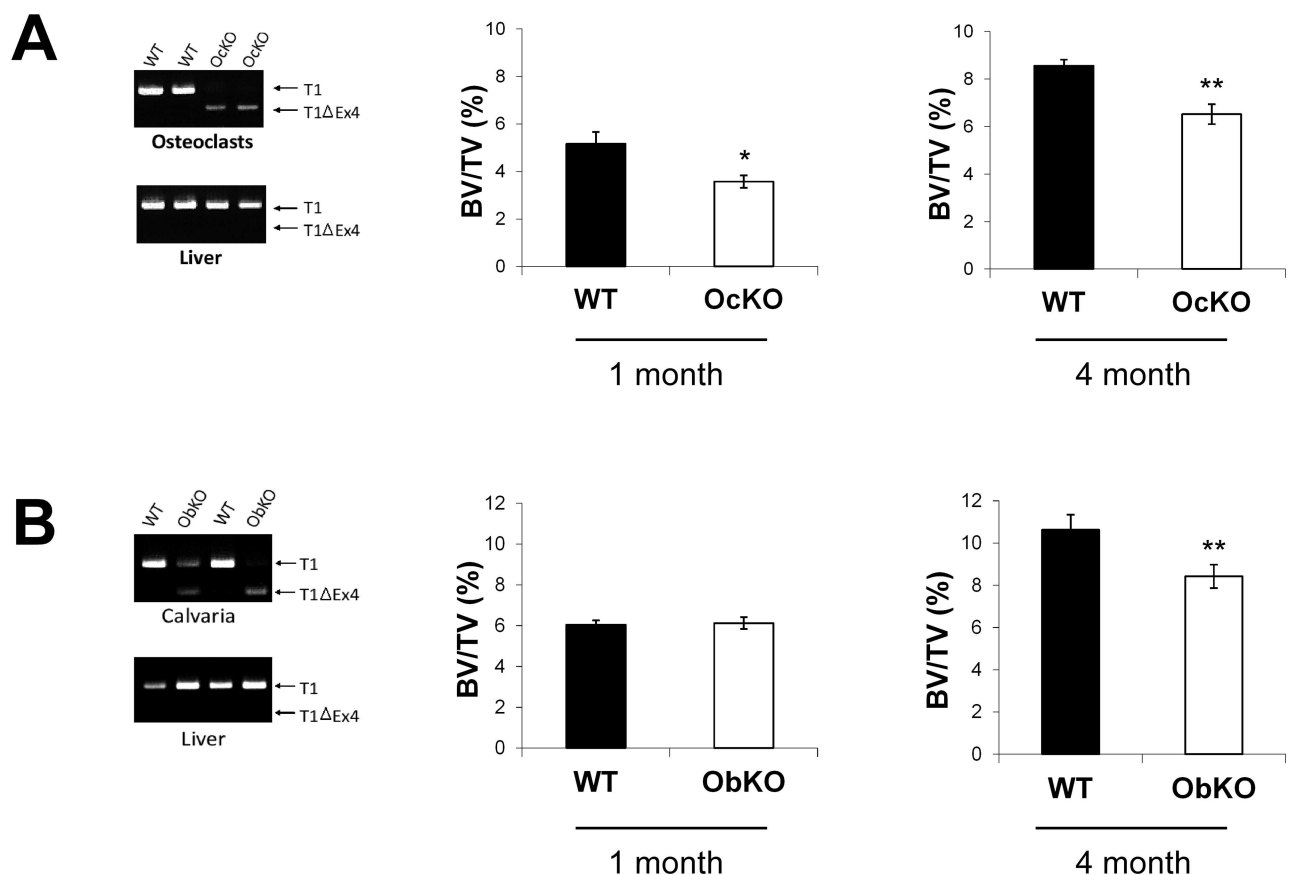 A
WT WT OcKO OcKO
T1
T1ΔEx4
Osteoclasts
T1
T1ΔEx4
Liver
BV/TV (%)
10
8
6
4
2
0
* 
WT OcKO
1 month
BV/TV (%)
10
8
6
4
2
0
**
WT OcKO
4 month
B
WT ObKO WT ObKO
T1
T1ΔEx4
Calvaria
T1
T1ΔEx4
Liver
BV/TV (%)
12
10
8
6
4
2
0
WT ObKO
1 month
BV/TV (%)
12
10
8
6
4
2
0
**
WT ObKO
4 month